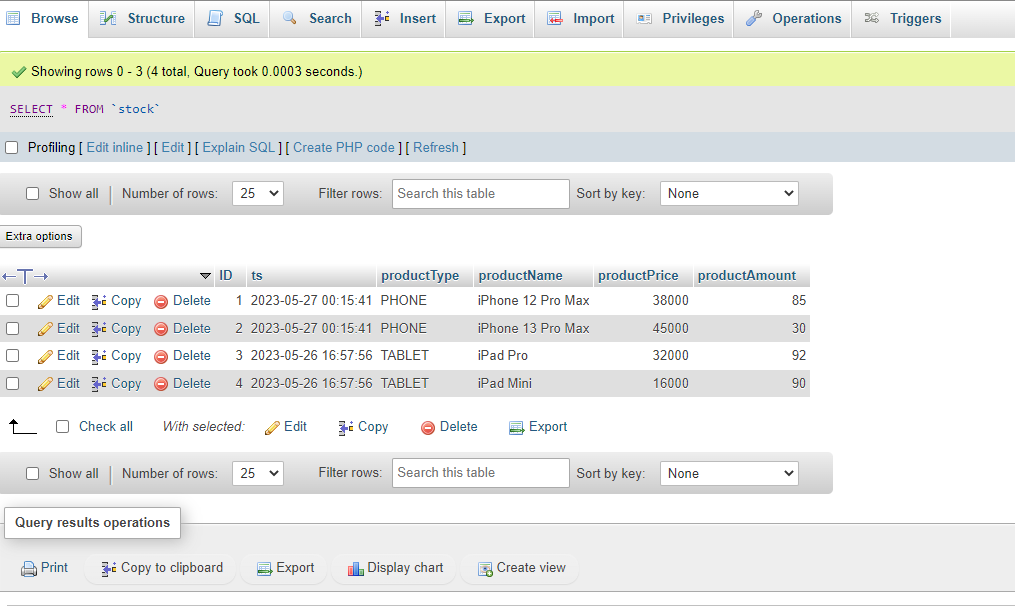 Browse Structure SQL Search Insert Export Import Privileges Operations Triggers
Showing rows 0 - 3 (4 total, Query took 0.0003 seconds.)
SELECT * FROM `stock`
Profiling [ Edit inline ] [ Edit ] [ Explain SQL ] [ Create PHP code ] [ Refresh ]
Show all Number of rows: 25 Filter rows: Search this table Sort by key: None
Extra options
ID ts productType productName productPrice productAmount
Edit Copy Delete 1 2023-05-27 00:15:41 PHONE iPhone 12 Pro Max 38000 85
Edit Copy Delete 2 2023-05-27 00:15:41 PHONE iPhone 13 Pro Max 45000 30
Edit Copy Delete 3 2023-05-26 16:57:56 TABLET iPad Pro 32000 92
Edit Copy Delete 4 2023-05-26 16:57:56 TABLET iPad Mini 16000 90
Check all With selected: Edit Copy Delete Export
Show all Number of rows: 25 Filter rows: Search this table Sort by key: None
Query results operations
Print Copy to clipboard Export Display chart Create view